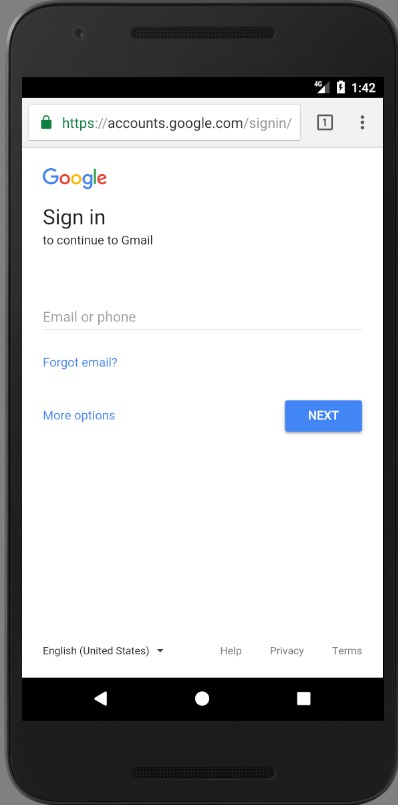 4G 1:42
https://accounts.google.com/signin/ 1
Google
Sign in
to continue to Gmail
Email or phone
Forgot email?
More options NEXT
English (United States) Help Privacy Terms